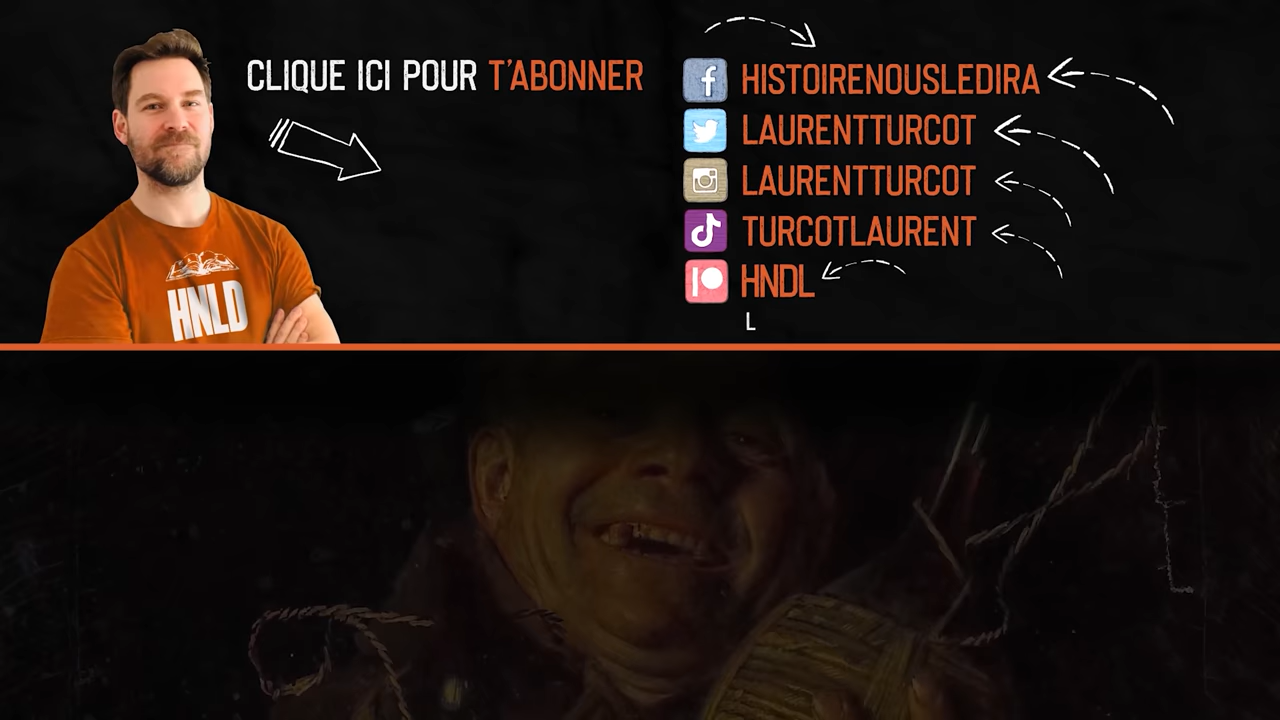 CLIQUE ICI POUR T'ABONNER
HISTOIRENOUSLEDIRA
LAURENTTURCOT
LAURENTTURCOT
TURCOTLAURENT
HNDL
L
HNLD